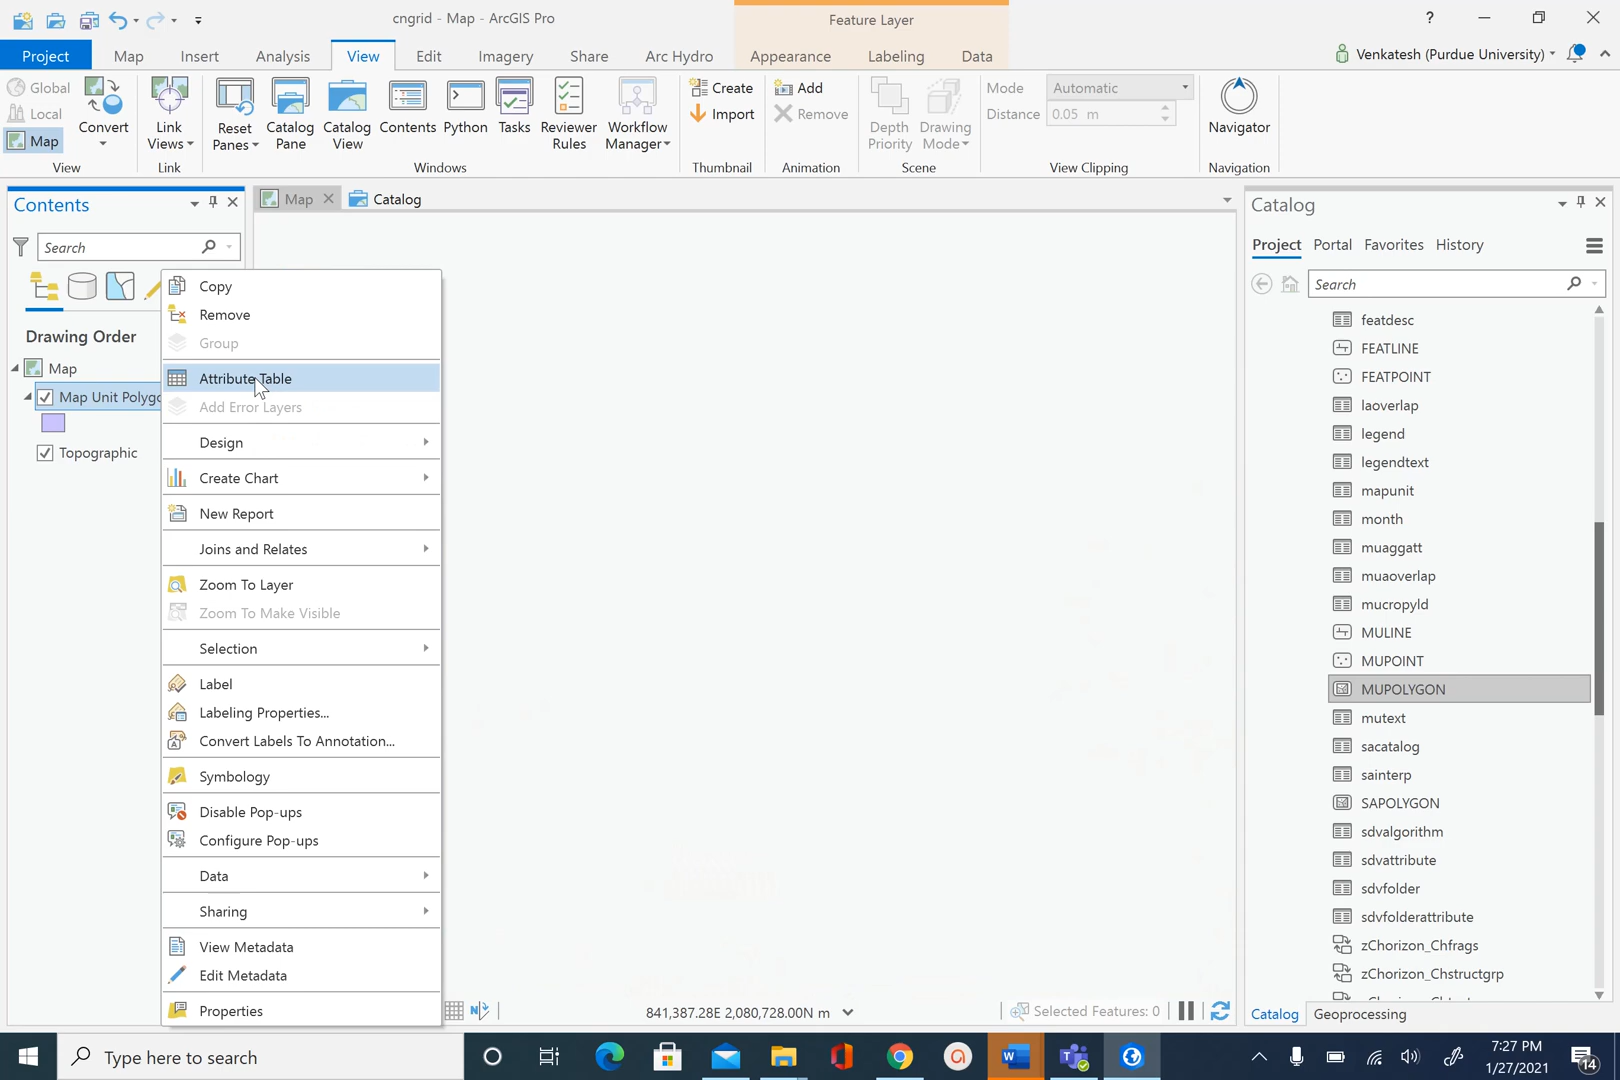 cngrid - Map - ArcGIS Pro
Feature Layer
?
Project
Map
Insert
Analysis
View
Edit
Imagery
Share
Arc Hydro
Appearance
Labeling
Data
Venkatesh (Purdue University)
Global
Local
Map
Convert
View
Link
Views
Link
Reset
Panes
Catalog
Pane
Catalog
View
Contents
Python
Tasks
Reviewer
Rules
Workflow
Manager
Windows
Create
Import
Thumbnail
Add
Remove
Animation
Depth
Priority
Drawing
Mode
Scene
Mode
Automatic
Distance
0.05 m
View Clipping
Navigator
Navigation
Contents
Search
Drawing Order
Map
Map Unit Polygo
Topographic
Map
Catalog
Copy
Remove
Group
Attribute Table
Add Error Layers
Design
Create Chart
New Report
Joins and Relates
Zoom To Layer
Zoom To Make Visible
Selection
Label
Labeling Properties...
Convert Labels To Annotation...
Symbology
Disable Pop-ups
Configure Pop-ups
Data
Sharing
View Metadata
Edit Metadata
Properties
841,387.28E 2,080,728.00N m
Selected Features: 0
Catalog
Project
Portal
Favorites
History
Search
featdesc
FEATLINE
FEATPOINT
laoverlap
legend
legendtext
mapunit
month
muaggatt
muaoverlap
mucropyld
MULINE
MUPOINT
MUPOLYGON
mutext
sacatalog
sainterp
SAPOLYGON
sdvalgorithm
sdvattribute
sdvfolder
sdvfolderattribute
zChorizon_Chfrags
zChorizon_Chstructgrp
Catalog
Geoprocessing
Type here to search
7:27 PM
1/27/2021
14